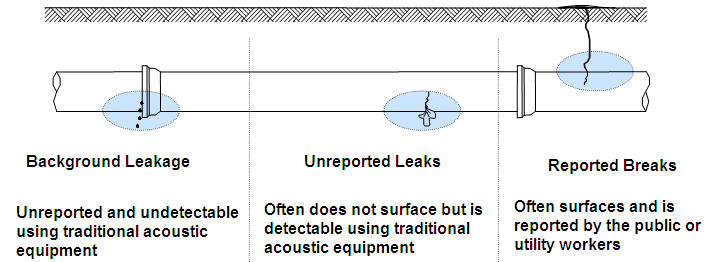 Background Leakage
Unreported and undetectable
using traditional acoustic
equipment
Unreported Leaks
Often does not surface but is
detectable using traditional
acoustic equipment
Reported Breaks
Often surfaces and is
reported by the public or
utility workers